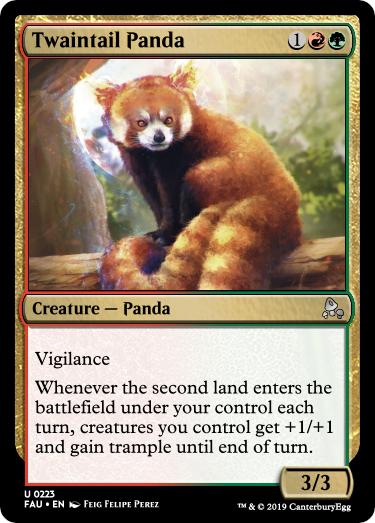 Twaintail Panda 1
Creature — Panda
Vigilance
Whenever the second land enters the
battlefield under your control each
turn, creatures you control get +1/+1
and gain trample until end of turn.
3/3
U 0223
FAU • EN Feig Felipe Perez
™ & © 2019 CanterburyEgg